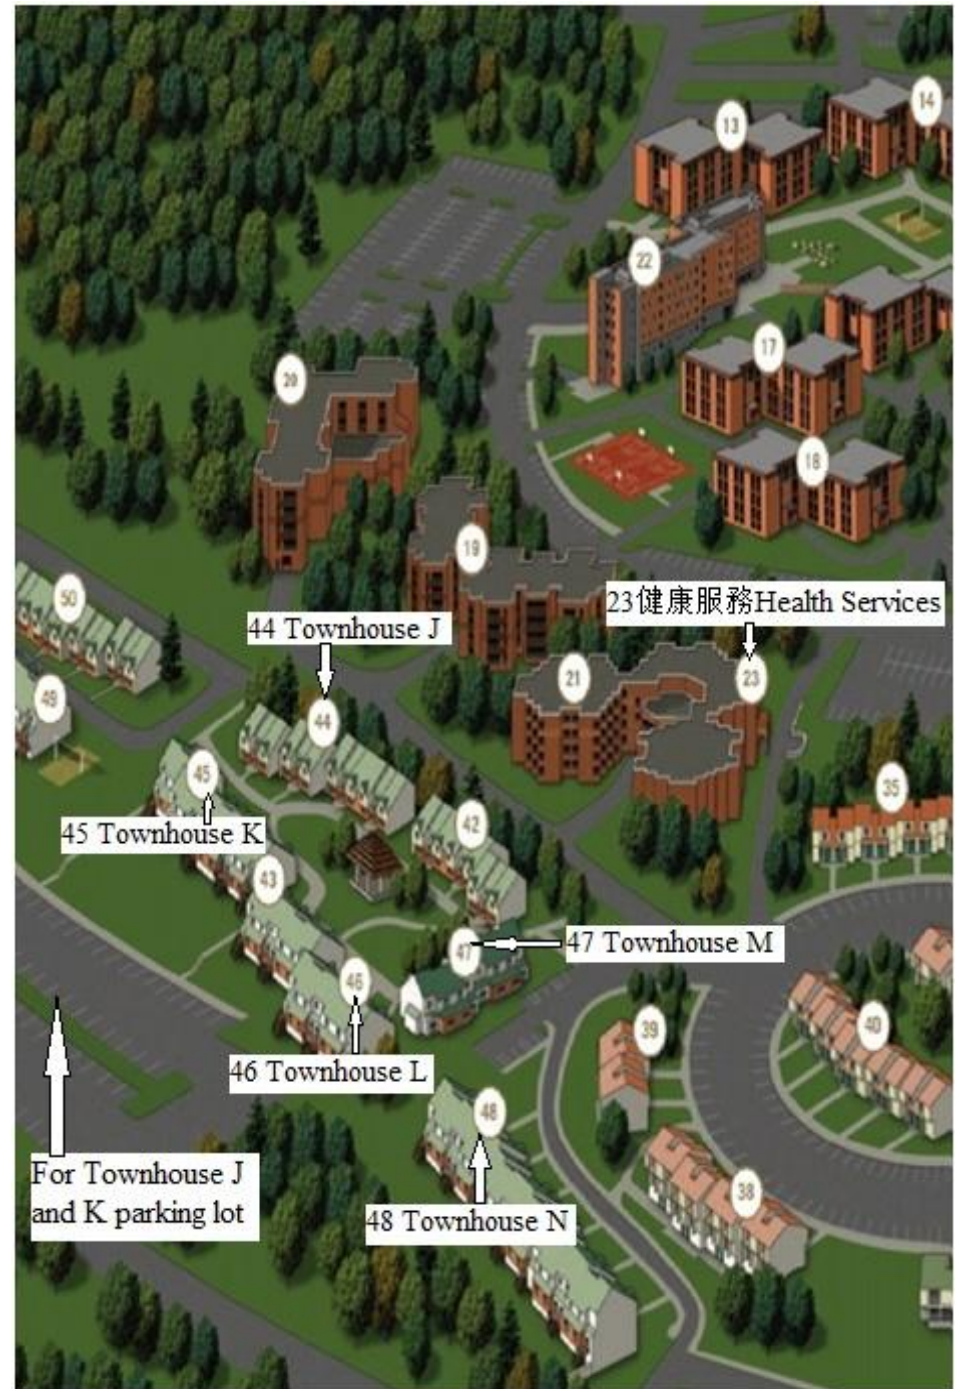 14
13
22
17
18
20
19
23健康服務Health Services
50
44 Townhouse J
21
23
49
44
45
35
45 Townhouse K
42
43
47
47 Townhouse M
46
39
40
46 Townhouse L
48
For Townhouse J
and K parking lot
38
48 Townhouse N